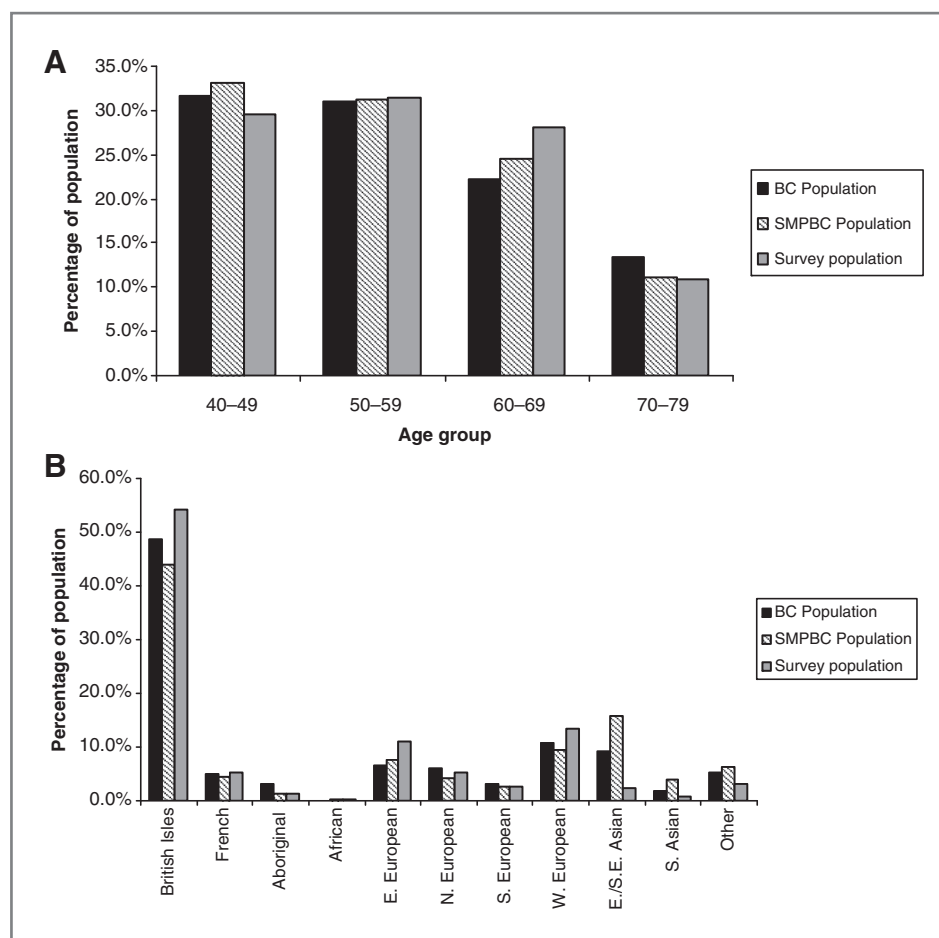 A
35.0%
30.0%
25.0%
20.0%
15.0%
10.0%
5.0%
0.0%
Percentage of population
40–49
50–59
60–69
70–79
Age group
BC Population
SMPBC Population
Survey population
B
60.0%
50.0%
40.0%
30.0%
20.0%
10.0%
0.0%
Percentage of population
British Isles
French
Aboriginal
African
E. European
N. European
S. European
W. European
E./S.E. Asian
S. Asian
Other
BC Population
SMPBC Population
Survey population